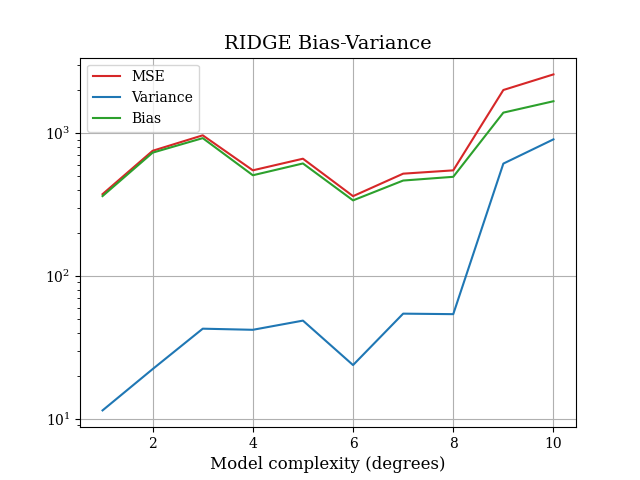 RIDGE Bias-Variance
MSE
Variance
Bias
10³
10²
10¹
2 4 6 8 10
Model complexity (degrees)